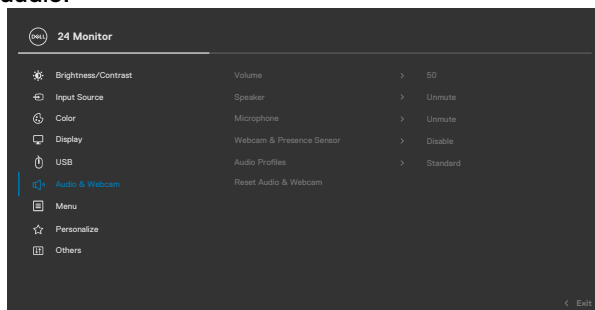 audio.
DELL 24 Monitor
Brightness/Contrast Volume > 50
Input Source Speaker > Unmute
Color Microphone > Unmute
Display Webcam & Presence Sensor > Disable
USB Audio Profiles > Standard
Audio & Webcam Reset Audio & Webcam
Menu
Personalize
Others
< Exit